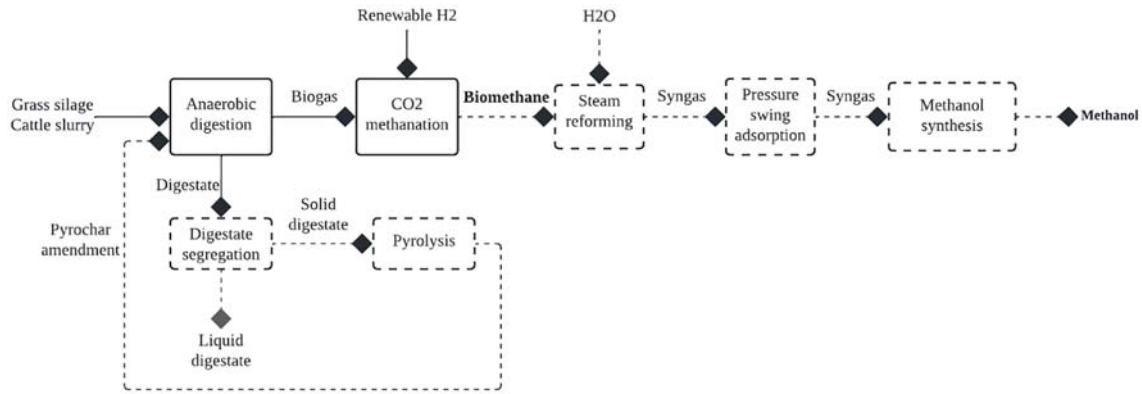 Renewable H2
H2O
Grass silage
Cattle slurry
Anaerobic
digestion
Biogas
CO2
methanation
Biomethane
Steam
reforming
Syngas
Pressure
swing
adsorption
Syngas
Methanol
synthesis
Methanol
Digestate
Pyrochar
amendment
Digestate
segregation
Solid
digestate
Pyrolysis
Liquid
digestate